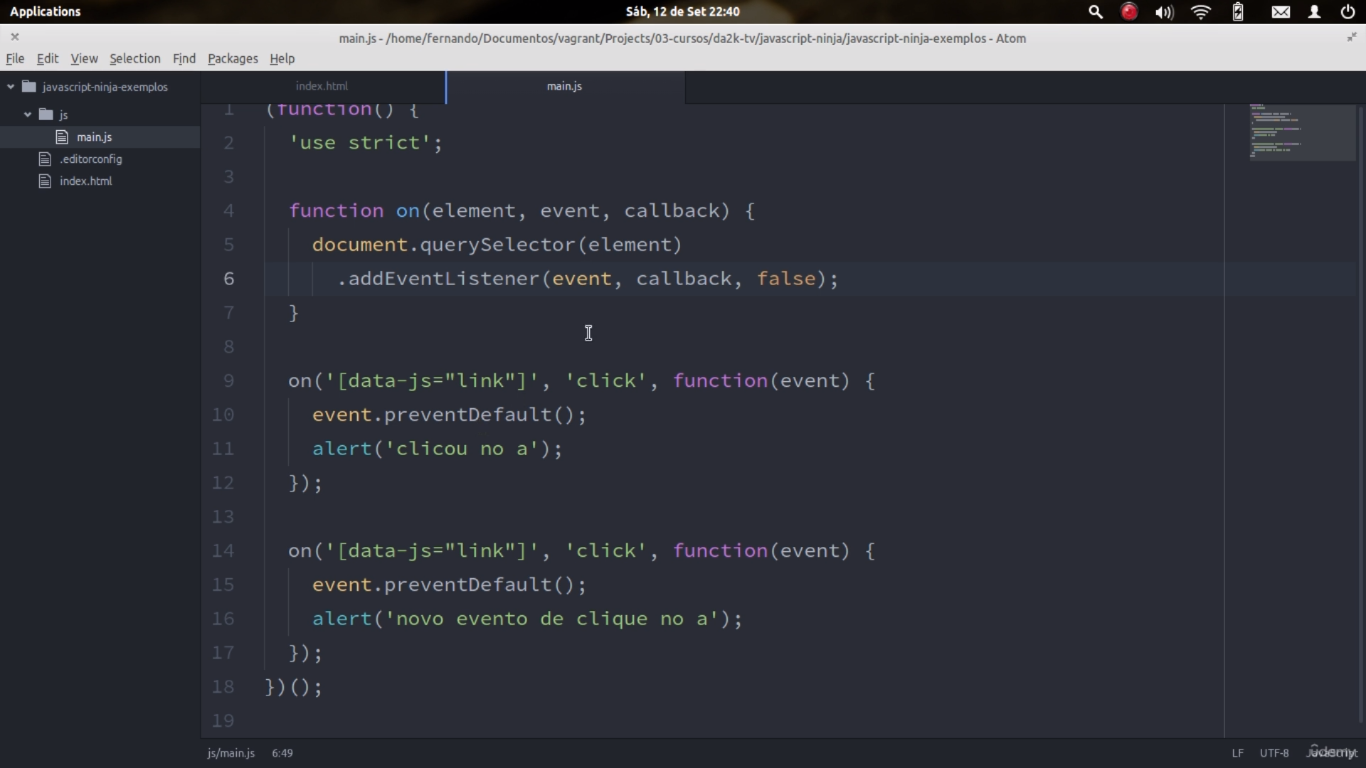 Applications
Sáb, 12 de Set 22:40
main.js - /home/fernando/Documentos/vagrant/Projects/03-cursos/da2k-tv/javascript-ninja/javascript-ninja-exemplos - Atom
File Edit View Selection Find Packages Help
javascript-ninja-exemplos
js
main.js
.editorconfig
index.html
index.html
main.js
1 (function() {
2 'use strict';
3
4 function on(element, event, callback) {
5 document.querySelector(element)
6 .addEventListener(event, callback, false);
7 }
8
9 on('[data-js="link"]', 'click', function(event) {
10 event.preventDefault();
11 alert('clicou no a');
12 });
13
14 on('[data-js="link"]', 'click', function(event) {
15 event.preventDefault();
16 alert('novo evento de clique no a');
17 });
18 })();
19
js/main.js 6:49
LF UTF-8 JavaScript
ûdemy